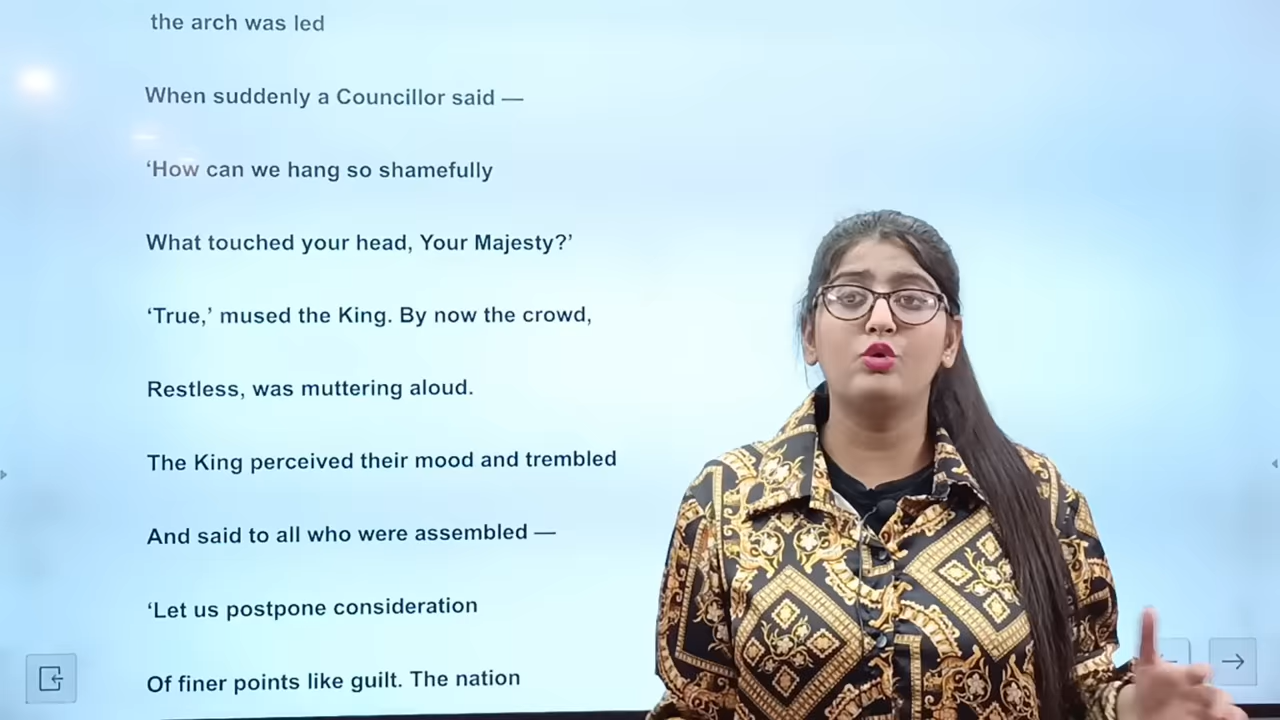 the arch was led
When suddenly a Councillor said —
‘How can we hang so shamefully
What touched your head, Your Majesty?’
‘True,’ mused the King. By now the crowd,
Restless, was muttering aloud.
The King perceived their mood and trembled
And said to all who were assembled —
‘Let us postpone consideration
Of finer points like guilt. The nation